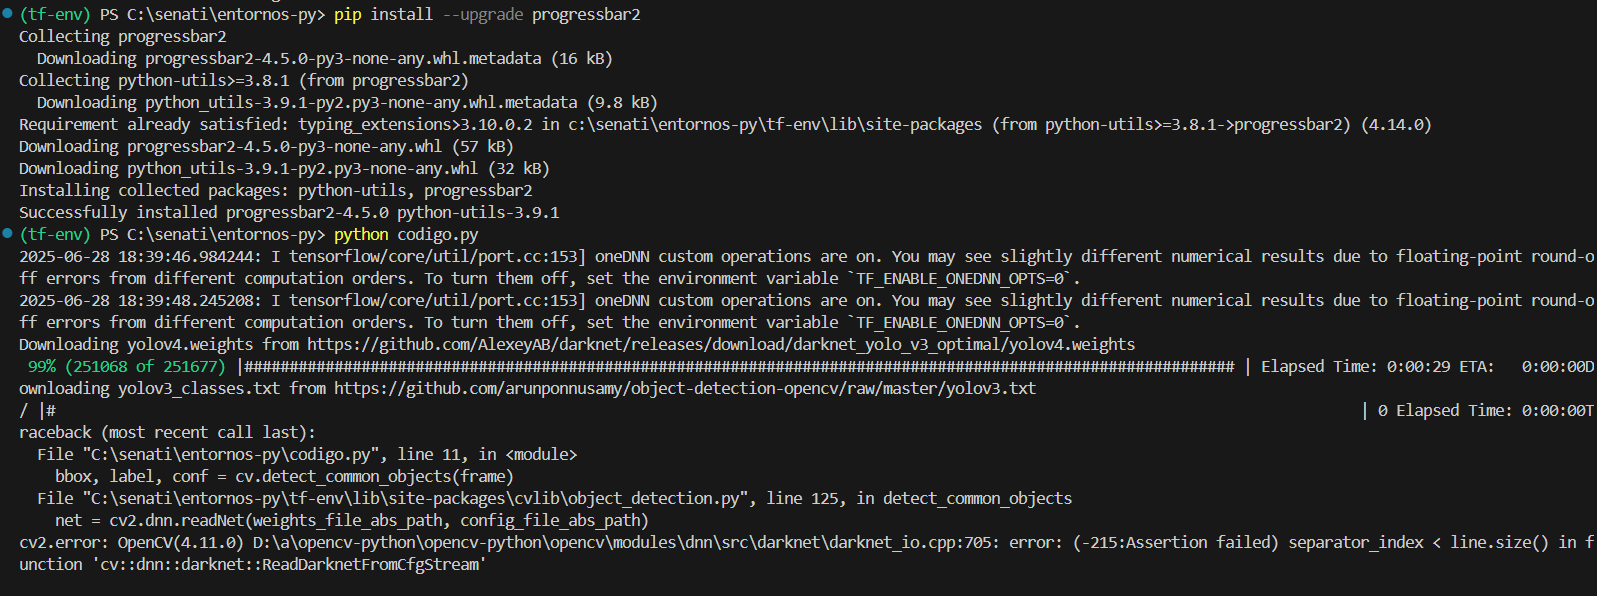 (tf-env) PS C:\senati\entornos-py> pip install --upgrade progressbar2
Collecting progressbar2
  Downloading progressbar2-4.5.0-py3-none-any.whl.metadata (16 kB)
Collecting python-utils>=3.8.1 (from progressbar2)
  Downloading python_utils-3.9.1-py2.py3-none-any.whl.metadata (9.8 kB)
Requirement already satisfied: typing_extensions>3.10.0.2 in c:\senati\entornos-py\tf-env\lib\site-packages (from python-utils>=3.8.1->progressbar2) (4.14.0)
Downloading progressbar2-4.5.0-py3-none-any.whl (57 kB)
Downloading python_utils-3.9.1-py2.py3-none-any.whl (32 kB)
Installing collected packages: python-utils, progressbar2
Successfully installed progressbar2-4.5.0 python-utils-3.9.1
(tf-env) PS C:\senati\entornos-py> python codigo.py
2025-06-28 18:39:46.984244: I tensorflow/core/util/port.cc:153] oneDNN custom operations are on. You may see slightly different numerical results due to floating-point round-o
ff errors from different computation orders. To turn them off, set the environment variable `TF_ENABLE_ONEDNN_OPTS=0`.
2025-06-28 18:39:48.245208: I tensorflow/core/util/port.cc:153] oneDNN custom operations are on. You may see slightly different numerical results due to floating-point round-o
ff errors from different computation orders. To turn them off, set the environment variable `TF_ENABLE_ONEDNN_OPTS=0`.
Downloading yolov4.weights from https://github.com/AlexeyAB/darknet/releases/download/darknet_yolo_v3_optimal/yolov4.weights
 99% (251068 of 251677) |############################################################################################################## | Elapsed Time: 0:00:29 ETA:   0:00:00D
ownloading yolov3_classes.txt from https://github.com/arunponnusamy/object-detection-opencv/raw/master/yolov3.txt
/ |#                                                                                                                                                 | 0 Elapsed Time: 0:00:00T
raceback (most recent call last):
  File "C:\senati\entornos-py\codigo.py", line 11, in <module>
    bbox, label, conf = cv.detect_common_objects(frame)
  File "C:\senati\entornos-py\tf-env\lib\site-packages\cvlib\object_detection.py", line 125, in detect_common_objects
    net = cv2.dnn.readNet(weights_file_abs_path, config_file_abs_path)
cv2.error: OpenCV(4.11.0) D:\a\opencv-python\opencv-python\opencv\modules\dnn\src\darknet\darknet_io.cpp:705: error: (-215:Assertion failed) separator_index < line.size() in f
unction 'cv::dnn::darknet::ReadDarknetFromCfgStream'